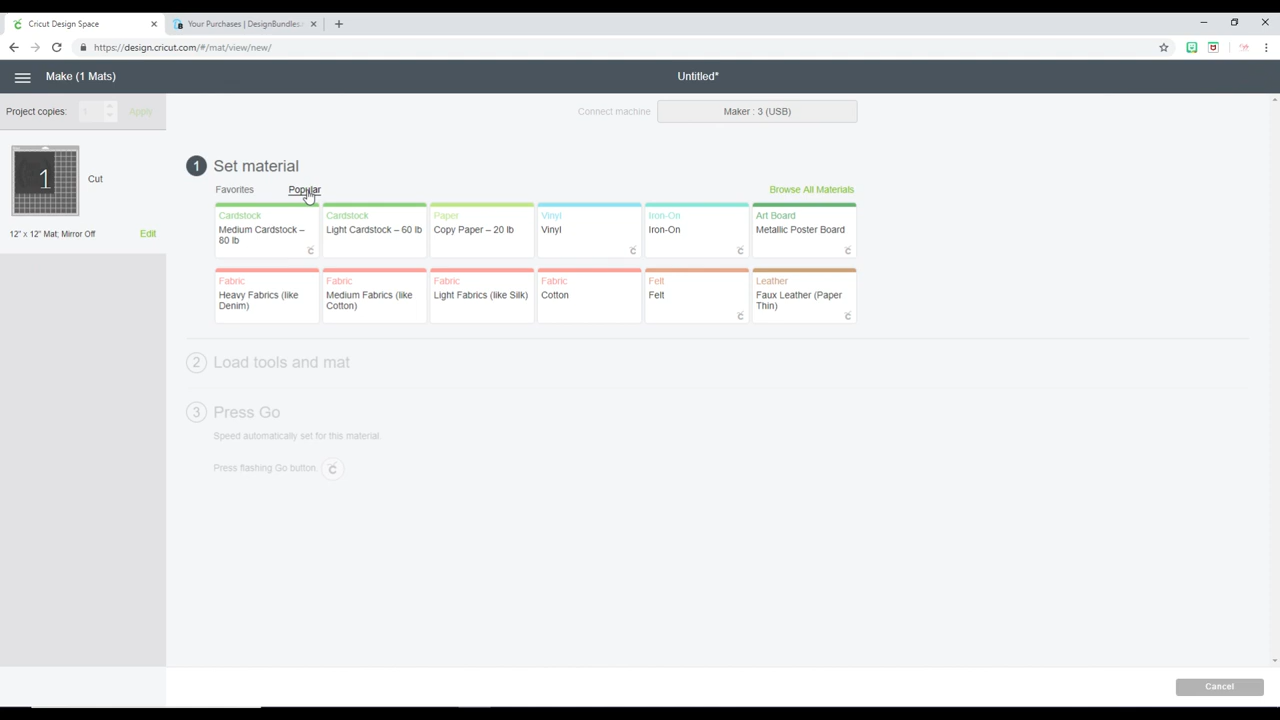 Cricut Design Space
Your Purchases | DesignBundles.
https://design.cricut.com/#/mat/view/new/
Make (1 Mats)
Untitled*
Project copies: 1 Apply
Connect machine
Maker : 3 (USB)
1
Cut
12" x 12" Mat; Mirror Off
Edit
1 Set material
Favorites
Popular
Browse All Materials
Cardstock
Medium Cardstock –
80 lb
Cardstock
Light Cardstock – 60 lb
Paper
Copy Paper – 20 lb
Vinyl
Vinyl
Iron-On
Iron-On
Art Board
Metallic Poster Board
Fabric
Heavy Fabrics (like
Denim)
Fabric
Medium Fabrics (like
Cotton)
Fabric
Light Fabrics (like Silk)
Fabric
Cotton
Felt
Felt
Leather
Faux Leather (Paper
Thin)
2 Load tools and mat
3 Press Go
Speed automatically set for this material
Press flashing Go button
Cancel